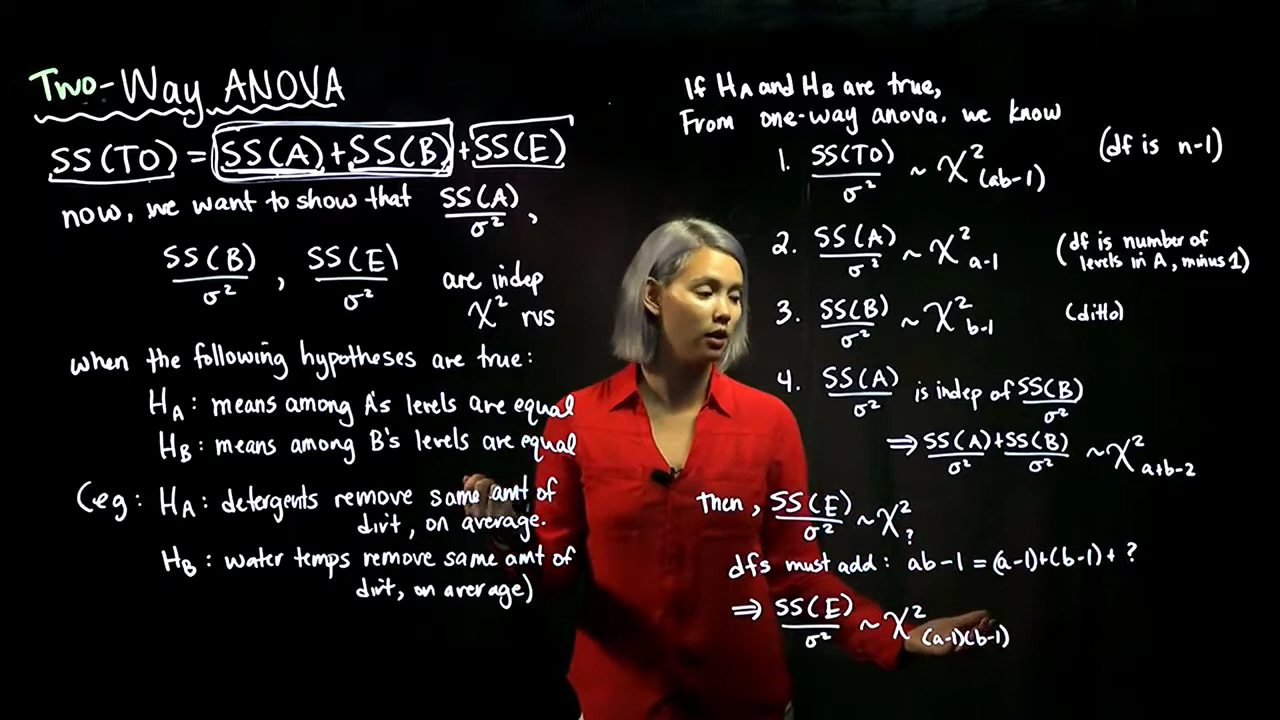 Two-Way ANOVA
SS(TO) = SS(A) + SS(B) + SS(E)
now, we want to show that SS(A)/σ²,
SS(B)/σ², SS(E)/σ² are indep
χ² rvs
when the following hypotheses are true:
H_A: means among A's levels are equal
H_B: means among B's levels are equal
(eg: H_A: detergents remove same amt of
dirt, on average.
H_B: water temps remove same amt of
dirt, on average)
If H_A and H_B are true,
From one-way anova. we know
1. SS(TO)/σ² ~ χ²_(ab-1) (df is n-1)
2. SS(A)/σ² ~ χ²_a-1 (df is number of
levels in A, minus 1)
3. SS(B)/σ² ~ χ²_b-1 (ditto)
4. SS(A)/σ² is indep of SS(B)/σ²
⇒ SS(A)/σ² + SS(B)/σ² ~ χ²_a+b-2
Then, SS(E)/σ² ~ χ²_?
dfs must add: ab-1 = (a-1)+(b-1)+ ?
⇒ SS(E)/σ² ~ χ²_(a-1)(b-1)